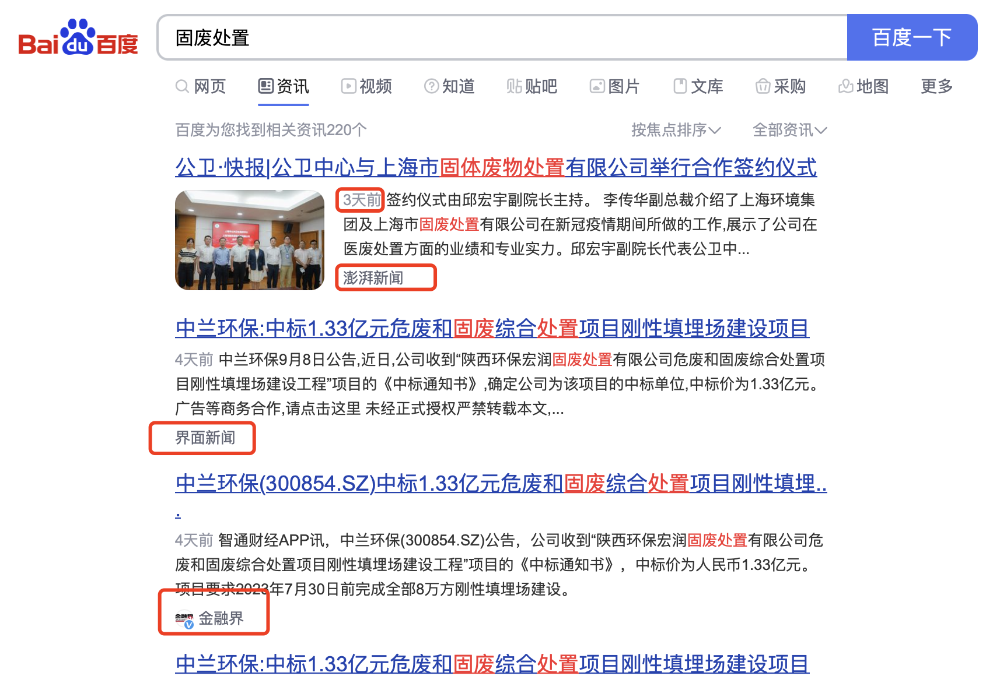 Bai du 百度
固废处置
百度一下
网页 资讯 视频 知道 贴吧 图片 文库 采购 地图 更多
百度为您找到相关资讯220个 按焦点排序 全部资讯
公卫·快报|公卫中心与上海市固体废物处置有限公司举行合作签约仪式
3天前 签约仪式由邱宏宇副院长主持。 李传华副总裁介绍了上海环境集
团及上海市固废处置有限公司在新冠疫情期间所做的工作,展示了公司在
医废处置方面的业绩和专业实力。邱宏宇副院长代表公卫中...
澎湃新闻
中兰环保:中标1.33亿元危废和固废综合处置项目刚性填埋场建设项目
4天前 中兰环保9月8日公告,近日,公司收到“陕西环保宏润固废处置有限公司危废和固废综合处置项
目刚性填埋场建设工程”项目的《中标通知书》,确定公司为该项目的中标单位,中标价为1.33亿元。
广告等商务合作,请点击这里 未经正式授权严禁转载本文,...
界面新闻
中兰环保(300854.SZ)中标1.33亿元危废和固废综合处置项目刚性填埋..
.
4天前 智通财经APP讯，中兰环保(300854.SZ)公告，公司收到“陕西环保宏润固废处置有限公司危
废和固废综合处置项目刚性填埋场建设工程”项目的《中标通知书》，中标价为人民币1.33亿元。
项目要求2023年7月30日前完成全部8万方刚性填埋场建设。
金融界 金融界
中兰环保:中标1.33亿元危废和固废综合处置项目刚性填埋场建设项目